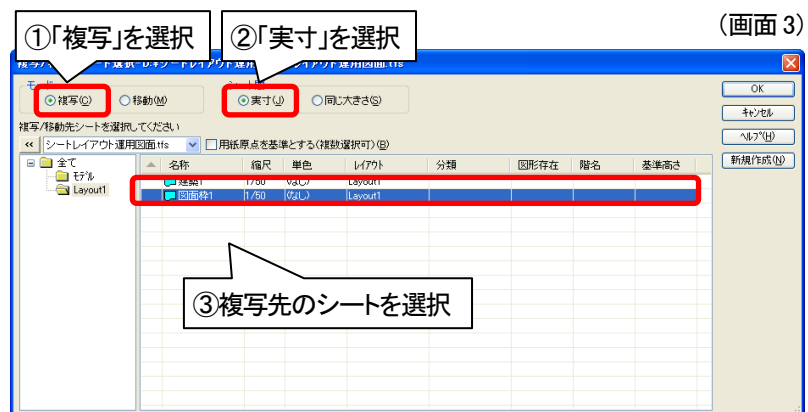 (画面 3)
①「複写」を選択
②「実寸」を選択
OK
複写(C) 移動(M)
実寸(J) 同じ大きさ(S)
キャンセル
複写/移動先シートを選択してください
ヘルプ(H)
<< シートレイアウト運用図面.tfs 用紙原点を基準とする(複数選択可)(B)
新規作成(N)
全て
モデル
Layout1
名称 縮尺 単色 レイアウト 分類 図形存在 階名 基準高さ
建築1 1/50 (なし) Layout1
図面枠1 1/50 (なし) Layout1
③複写先のシートを選択